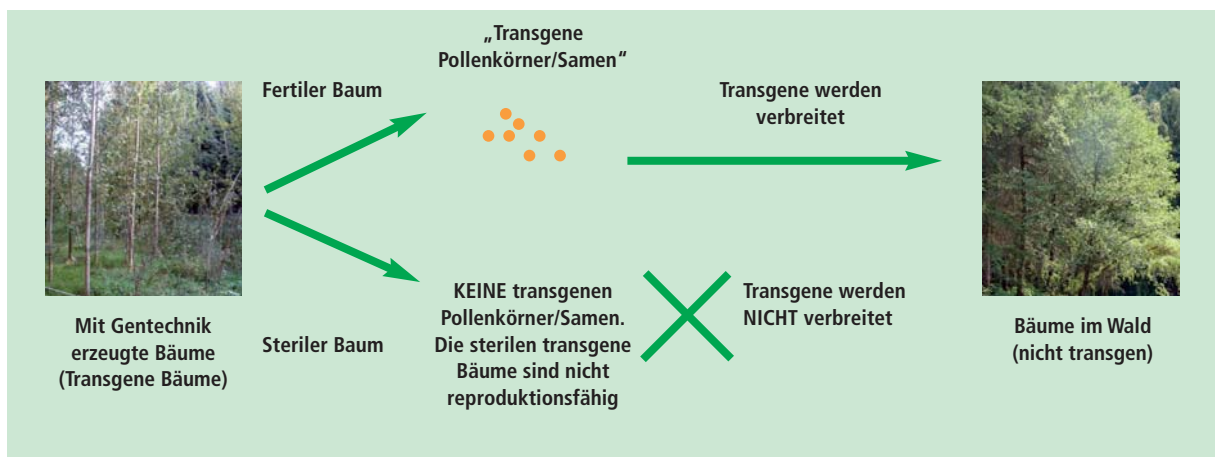 „Transgene
Pollenkörner/Samen“
Fertiler Baum
Transgene werden
verbreitet
Mit Gentechnik
erzeugte Bäume
(Transgene Bäume)
Steriler Baum
KEINE transgenen
Pollenkörner/Samen.
Die sterilen transgene
Bäume sind nicht
reproduktionsfähig
Transgene werden
NICHT verbreitet
Bäume im Wald
(nicht transgen)